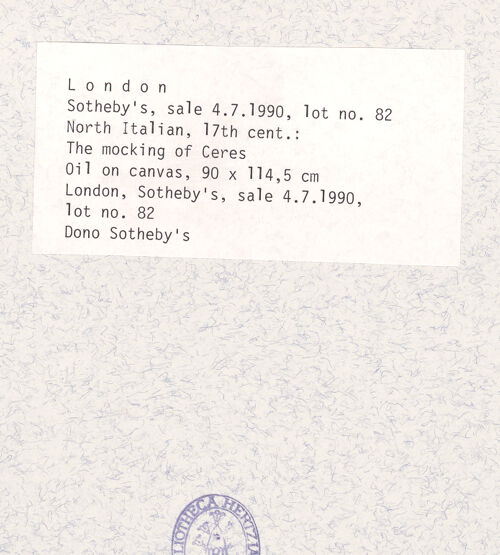 L o n d o n
Sotheby's, sale 4.7.1990, lot no. 82
North Italian, 17th cent.:
The mocking of Ceres
Oil on canvas, 90 x 114,5 cm
London, Sotheby's, sale 4.7.1990,
lot no. 82
Dono Sotheby's